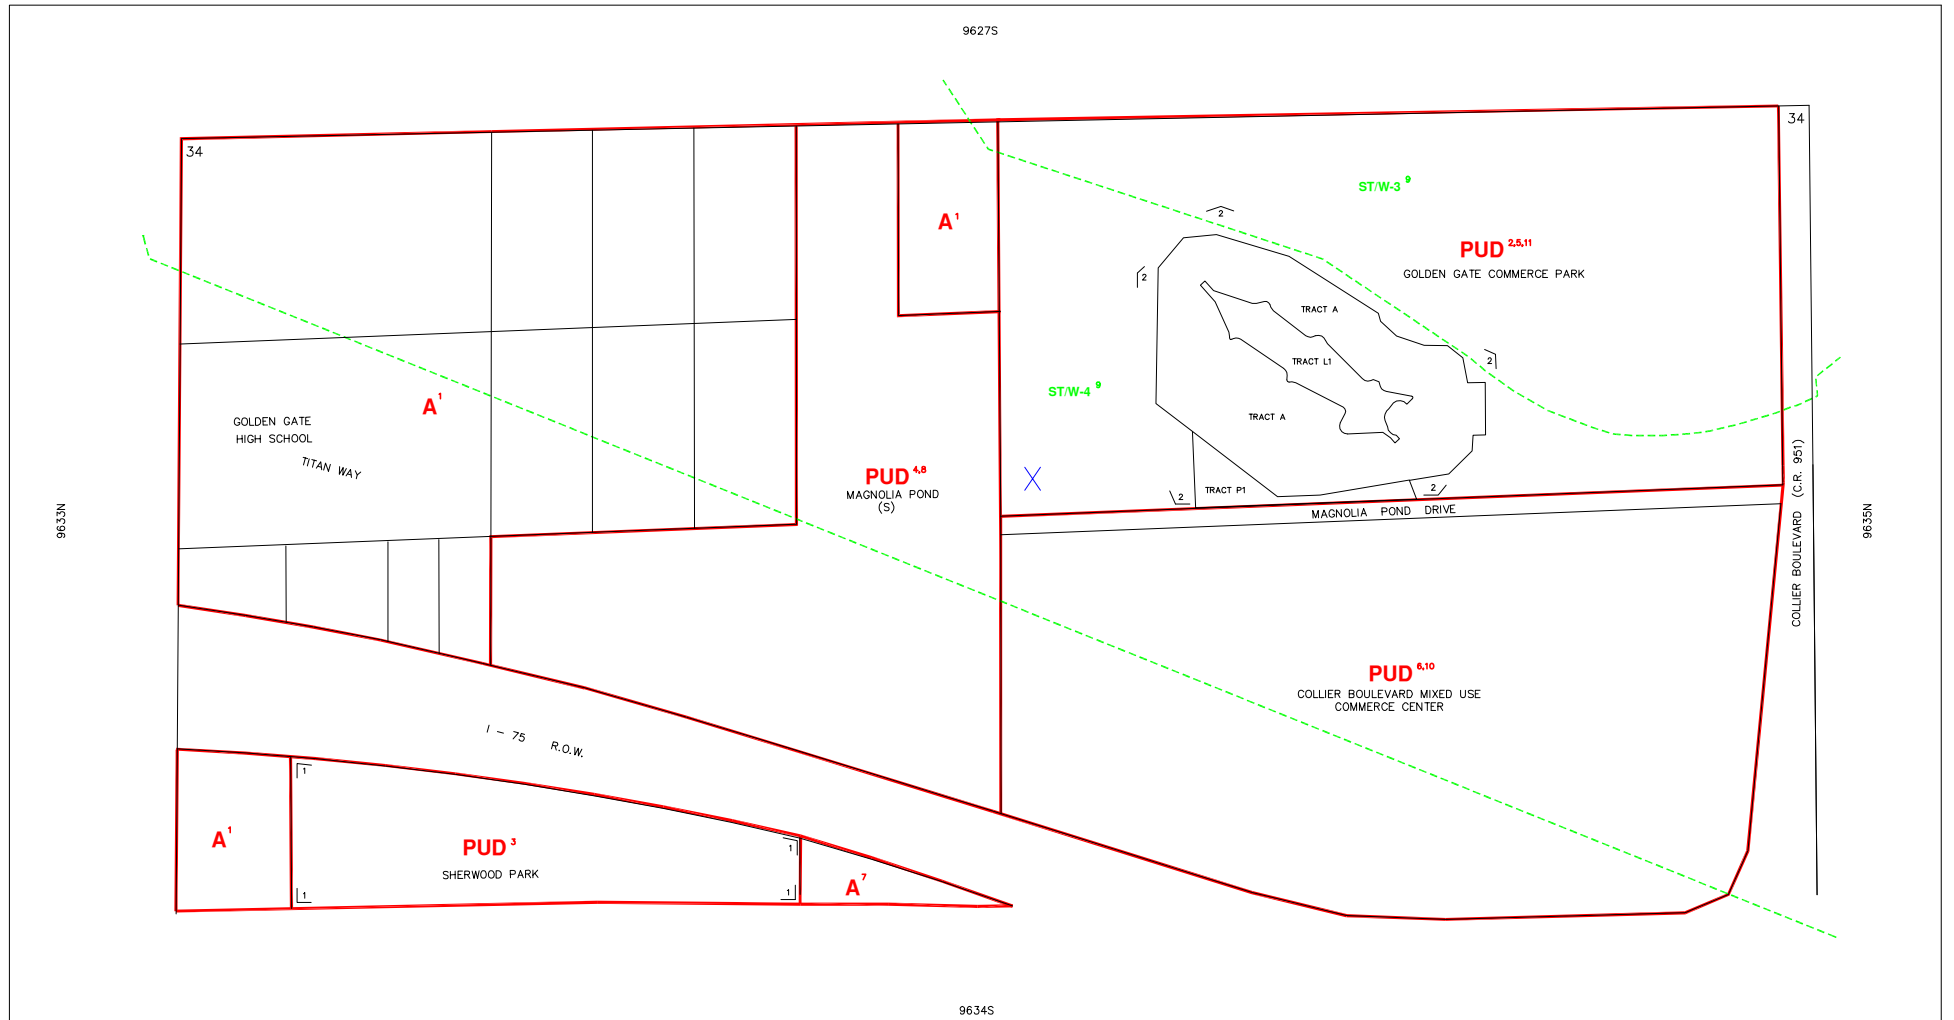 9627S
34
34
ST/W-3 9
A 1
2
PUD 2,5,11
GOLDEN GATE COMMERCE PARK
2
TRACT A
TRACT L1
2
ST/W-4 9
A 1
TRACT A
GOLDEN GATE
HIGH SCHOOL
TITAN WAY
PUD 4,8
MAGNOLIA POND
(S)
TRACT P1
2
2
MAGNOLIA POND DRIVE
COLLIER BOULEVARD (C.R. 951)
9633N
9635N
PUD 6,10
COLLIER BOULEVARD MIXED USE
COMMERCE CENTER
I - 75 R.O.W.
1
A 1
PUD 3
SHERWOOD PARK
1
A 7
1
1
9634S